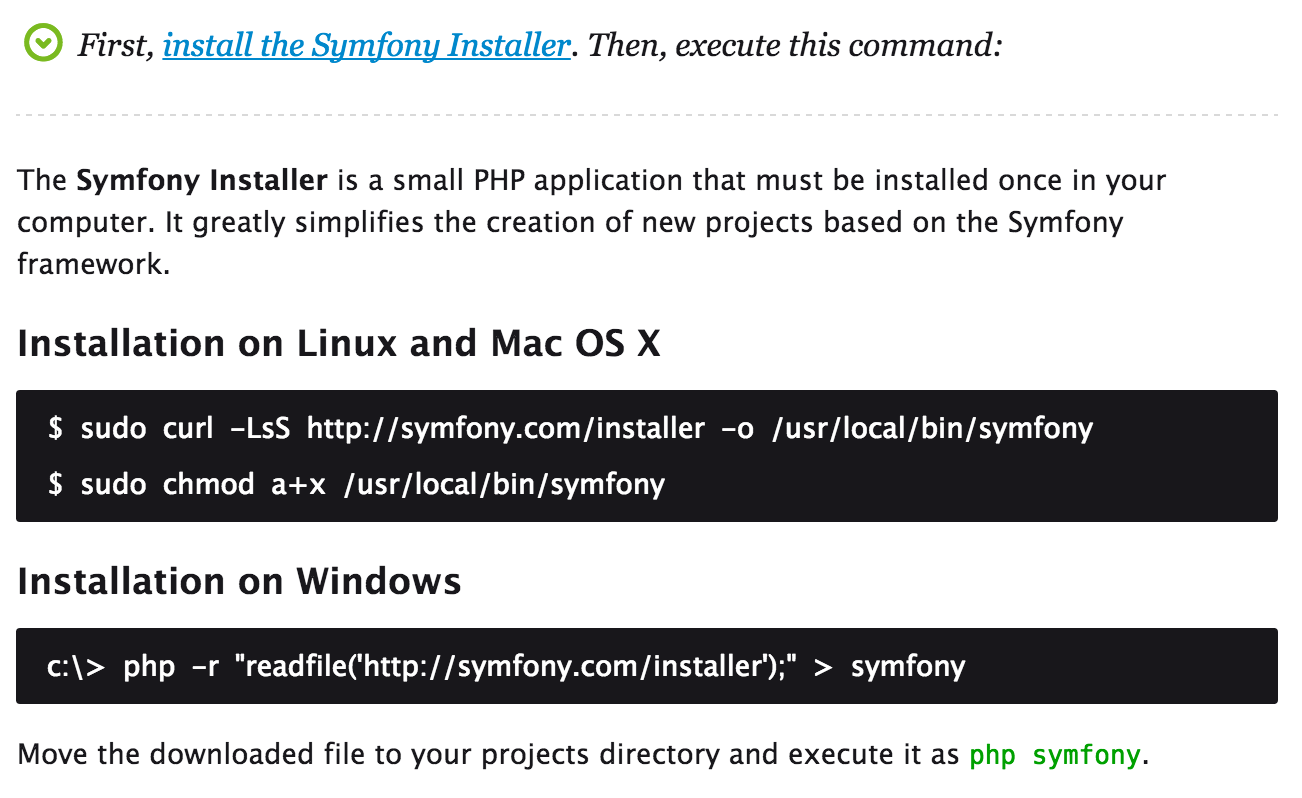 First, install the Symfony Installer. Then, execute this command:
The Symfony Installer is a small PHP application that must be installed once in your
computer. It greatly simplifies the creation of new projects based on the Symfony
framework.
Installation on Linux and Mac OS X
$ sudo curl -LsS http://symfony.com/installer -o /usr/local/bin/symfony
$ sudo chmod a+x /usr/local/bin/symfony
Installation on Windows
c:\> php -r "readfile('http://symfony.com/installer');" > symfony
Move the downloaded file to your projects directory and execute it as php symfony.